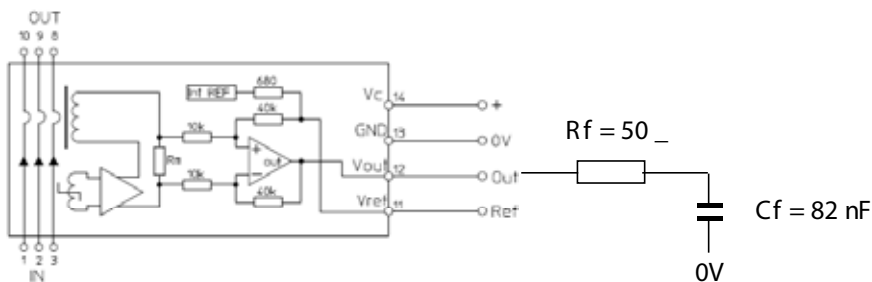 OUT
10 9 8
Int REF
680
40k
10k
Rm
10k
out
+
−
40k
Vc 14
+
GND 13
0V
Vout 12
Out
Vref 11
Ref
1 2 3
IN
Rf = 50 _
Cf = 82 nF
0V